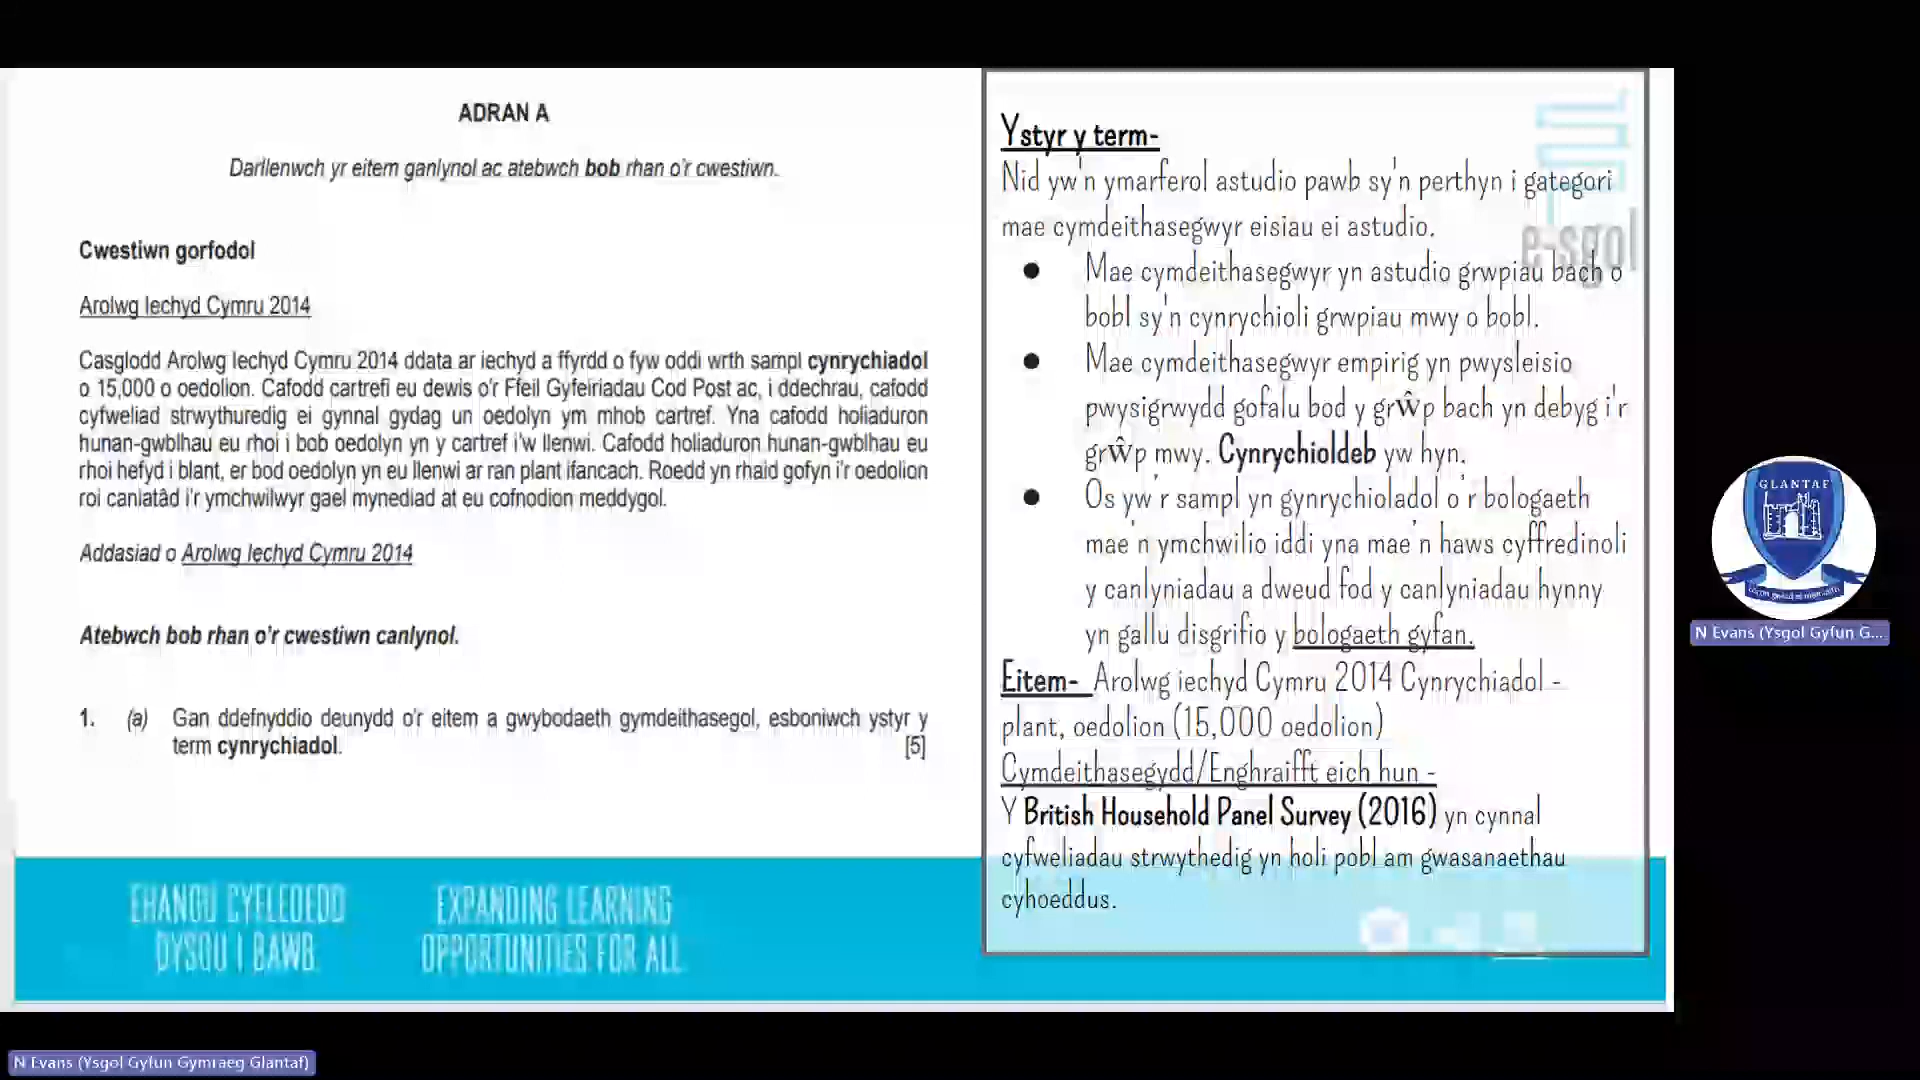 ADRAN A
Darllenwch yr eitem ganlynol ac atebwch bob rhan o'r cwestiwn.
Cwestiwn gorfodol
Arolwg Iechyd Cymru 2014
Casglodd Arolwg Iechyd Cymru 2014 ddata ar iechyd a ffyrdd o fyw oddi wrth sampl cynrychiadol
o 15,000 o oedolion. Cafodd cartrefi eu dewis o'r Ffeil Gyfeiriadau Cod Post ac, i ddechrau, cafodd
cyfweliad strwythuredig ei gynnal gydag un oedolyn ym mhob cartref. Yna cafodd holiaduron
hunan-gwblhau eu rhoi i bob oedolyn yn y cartref i'w llenwi. Cafodd holiaduron hunan-gwblhau eu
rhoi hefyd i blant, er bod oedolyn yn eu llenwi ar ran plant ifancach. Roedd yn rhaid gofyn i'r oedolion
roi caniatâd i'r ymchwilwyr gael mynediad at eu cofnodion meddygol.
Addasiad o Arolwg Iechyd Cymru 2014
Atebwch bob rhan o'r cwestiwn canlynol.
1. (a) Gan ddefnyddio deunydd o'r eitem a gwybodaeth gymdeithasegol, esboniwch ystyr y
term cynrychiadol. [5]
EHANGU CYFLEOEDD
DYSGU I BAWB
EXPANDING LEARNING
OPPORTUNITIES FOR ALL
Ystyr y term-
Nid yw'n ymarferol astudio pawb sy'n perthyn i gategori
mae cymdeithasegwyr eisiau ei astudio.
e-sgol
● Mae cymdeithasegwyr yn astudio grwpiau bach o
bobl sy'n cynrychioli grwpiau mwy o bobl.
● Mae cymdeithasegwyr empirig yn pwysleisio
pwysigrwydd gofalu bod y grŵp bach yn debyg i'r
grŵp mwy. Cynrychioldeb yw hyn.
● Os yw'r sampl yn gynrychioladol o'r bologaeth
mae'n ymchwilio iddi yna mae'n haws cyffredinoli
y canlyniadau a dweud fod y canlyniadau hynny
yn gallu disgrifio y bologaeth gyfan.
Eitem- Arolwg iechyd Cymru 2014 Cynrychiadol -
plant, oedolion (15,000 oedolion)
Cymdeithasegydd/Enghraifft eich hun -
Y British Household Panel Survey (2016) yn cynnal
cyfweliadau strwythedig yn holi pobl am gwasanaethau
cyhoeddus.
GLANTAF
N Evans (Ysgol Gyfun G...
N Evans (Ysgol Gyfun Gymraeg Glantaf)